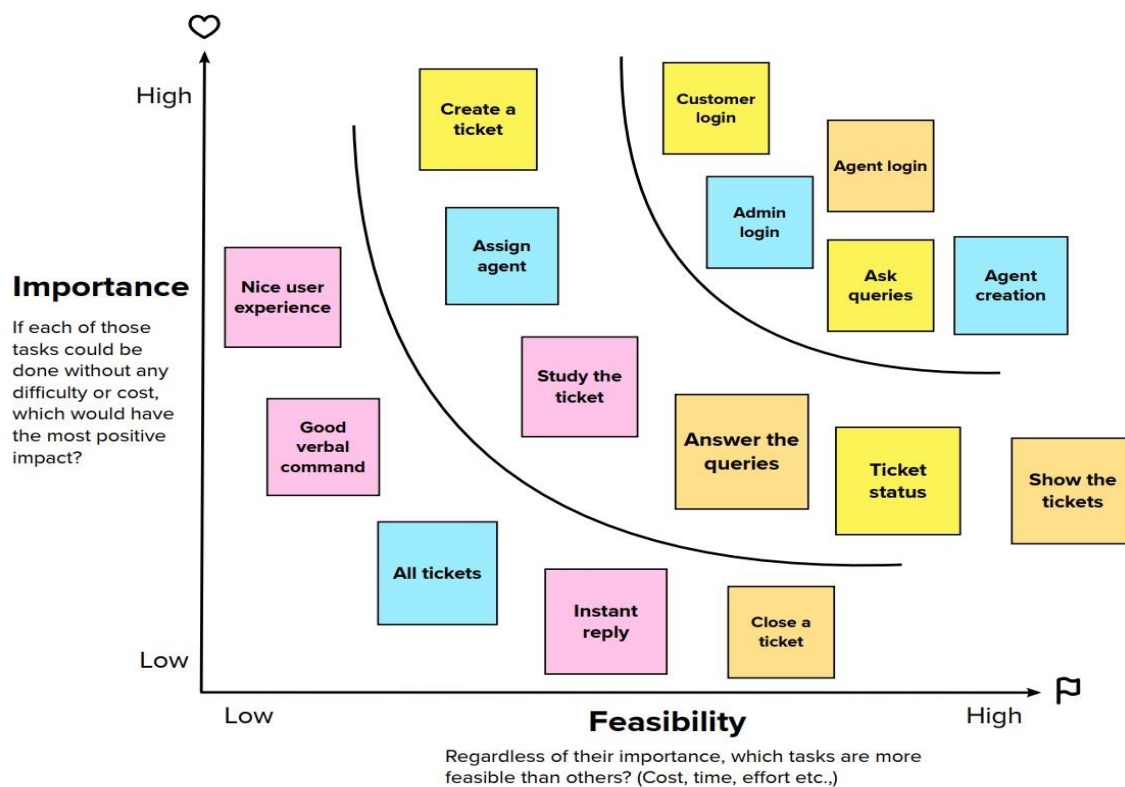 High
Create a
ticket
Customer
login
Agent login
Admin
login
Assign
agent
Ask
queries
Agent
creation
Nice user
experience
Importance
If each of those
tasks could be
done without any
difficulty or cost,
which would have
the most positive
impact?
Study the
ticket
Good
verbal
command
Answer the
queries
Ticket
status
Show the
tickets
All tickets
Instant
reply
Close a
ticket
Low
Low
Feasibility
High
Regardless of their importance, which tasks are more
feasible than others? (Cost, time, effort etc.,)